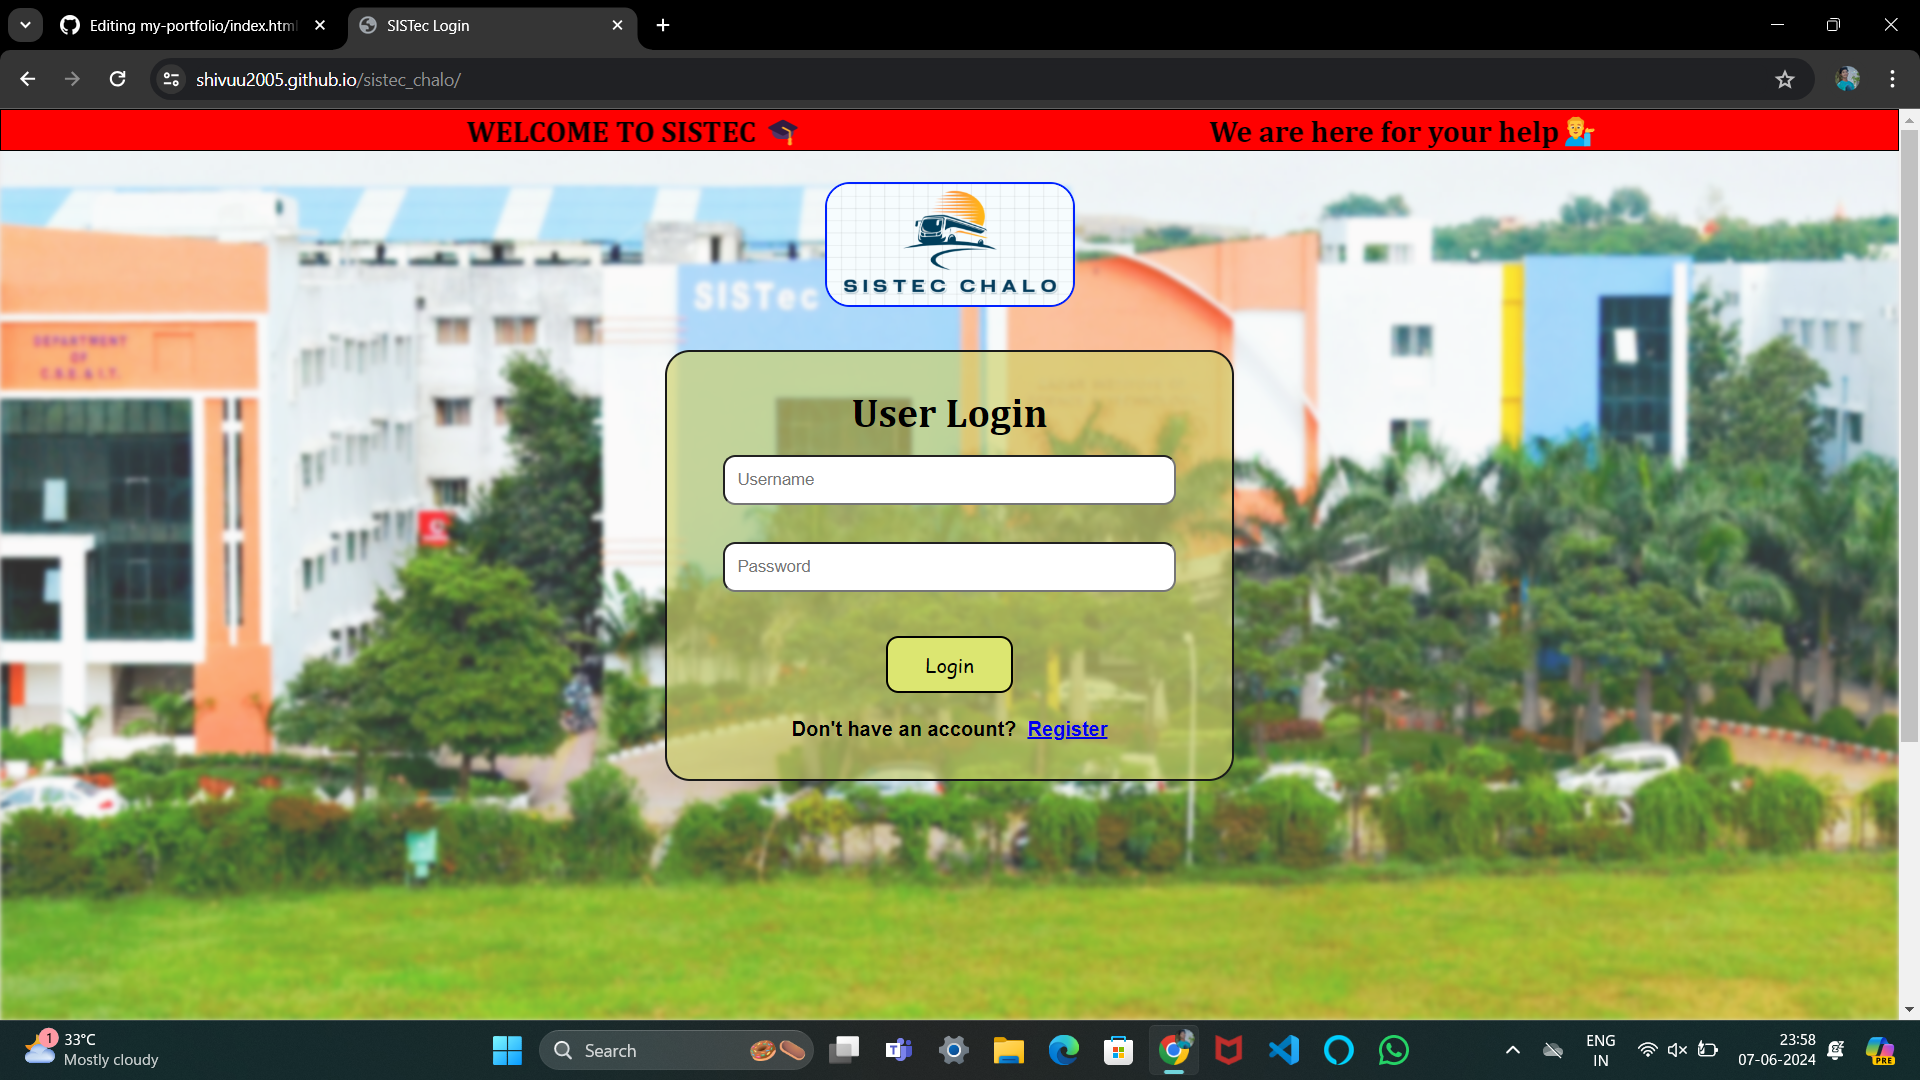 Editing my-portfolio/index.html
SISTec Login
shivuu2005.github.io/sistec_chalo/
WELCOME TO SISTEC 🎓 We are here for your help 💁
SISTEC CHALO
SISTec
DEPARTMENT
OF
C.S.E. & I.T.
User Login
Username
Password
Login
Don't have an account? Register
1
33°C
Mostly cloudy
Search
PRE
ENG
IN
23:58
07-06-2024